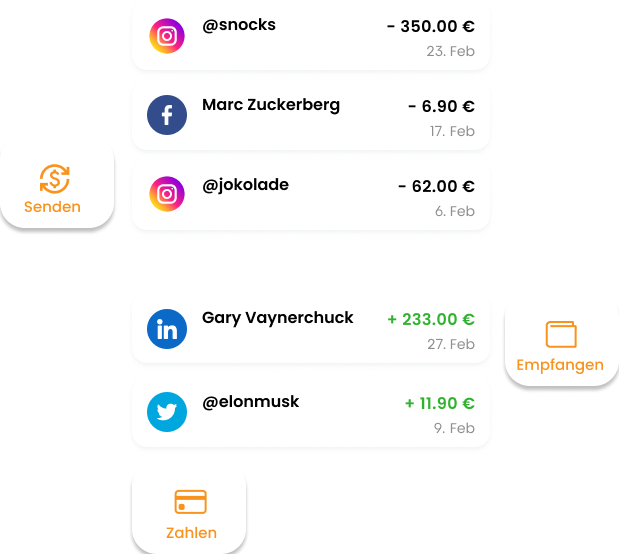 @snocks
- 350.00 €
23. Feb
Marc Zuckerberg
- 6.90 €
17. Feb
@jokolade
- 62.00 €
6. Feb
Senden
Gary Vaynerchuck
+ 233.00 €
27. Feb
Empfangen
@elonmusk
+ 11.90 €
9. Feb
Zahlen